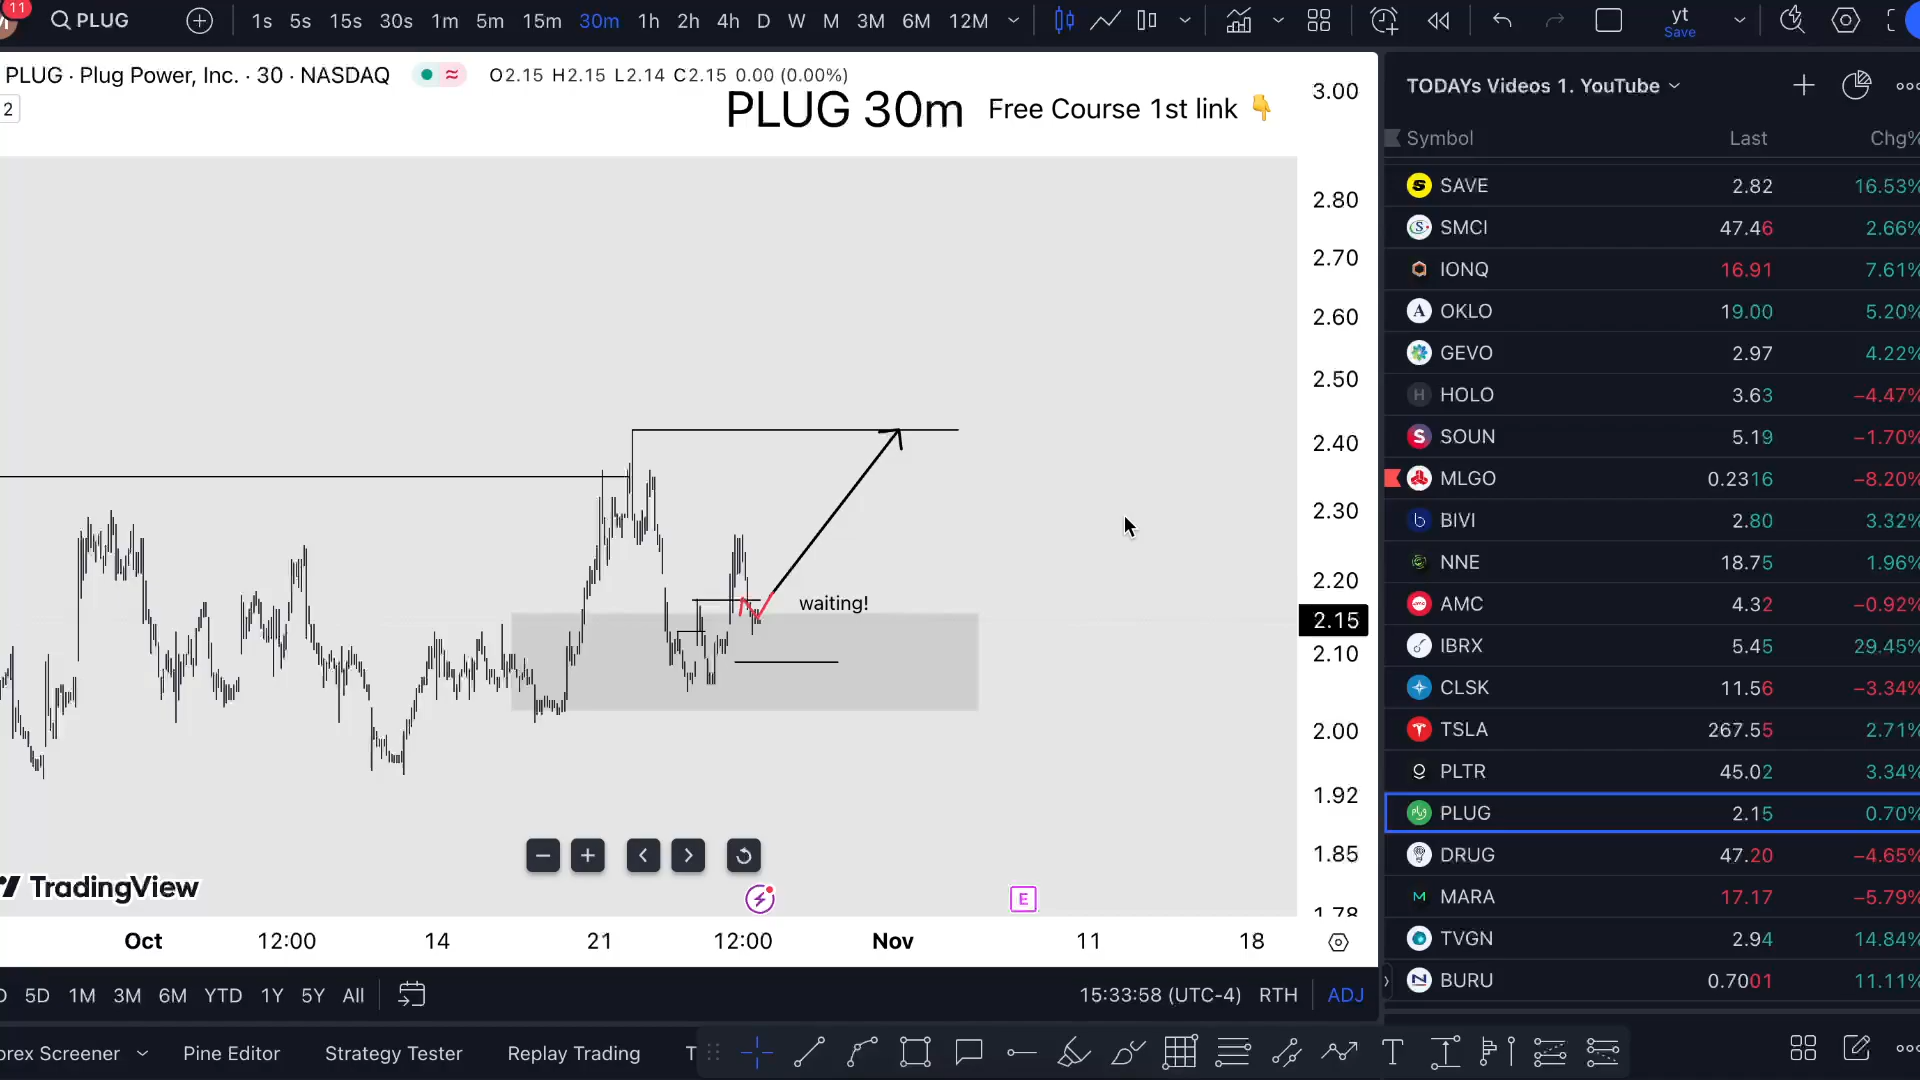 11
PLUG 1s 5s 15s 30s 1m 5m 15m 30m 1h 2h 4h D W M 3M 6M 12M yt
Save
PLUG · Plug Power, Inc. · 30 · NASDAQ O2.15 H2.15 L2.14 C2.15 0.00 (0.00%)
2
PLUG 30m Free Course 1st link
3.00
2.80
2.70
2.60
2.50
2.40
2.30
2.20
2.15
2.10
2.00
1.92
1.85
1.78
waiting!
TradingView
E
Oct 12:00 14 21 12:00 Nov 11 18
5D 1M 3M 6M YTD 1Y 5Y All 15:33:58 (UTC-4) RTH ADJ
orex Screener Pine Editor Strategy Tester Replay Trading T
TODAYs Videos 1. YouTube
Symbol Last Chg%
SAVE 2.82 16.53%
SMCI 47.46 2.66%
IONQ 16.91 7.61%
OKLO 19.00 5.20%
GEVO 2.97 4.22%
HOLO 3.63 −4.47%
SOUN 5.19 −1.70%
MLGO 0.2316 −8.20%
BIVI 2.80 3.32%
NNE 18.75 1.96%
AMC 4.32 −0.92%
IBRX 5.45 29.45%
CLSK 11.56 −3.34%
TSLA 267.55 2.71%
PLTR 45.02 3.34%
PLUG 2.15 0.70%
DRUG 47.20 −4.65%
MARA 17.17 −5.79%
TVGN 2.94 14.84%
BURU 0.7001 11.11%